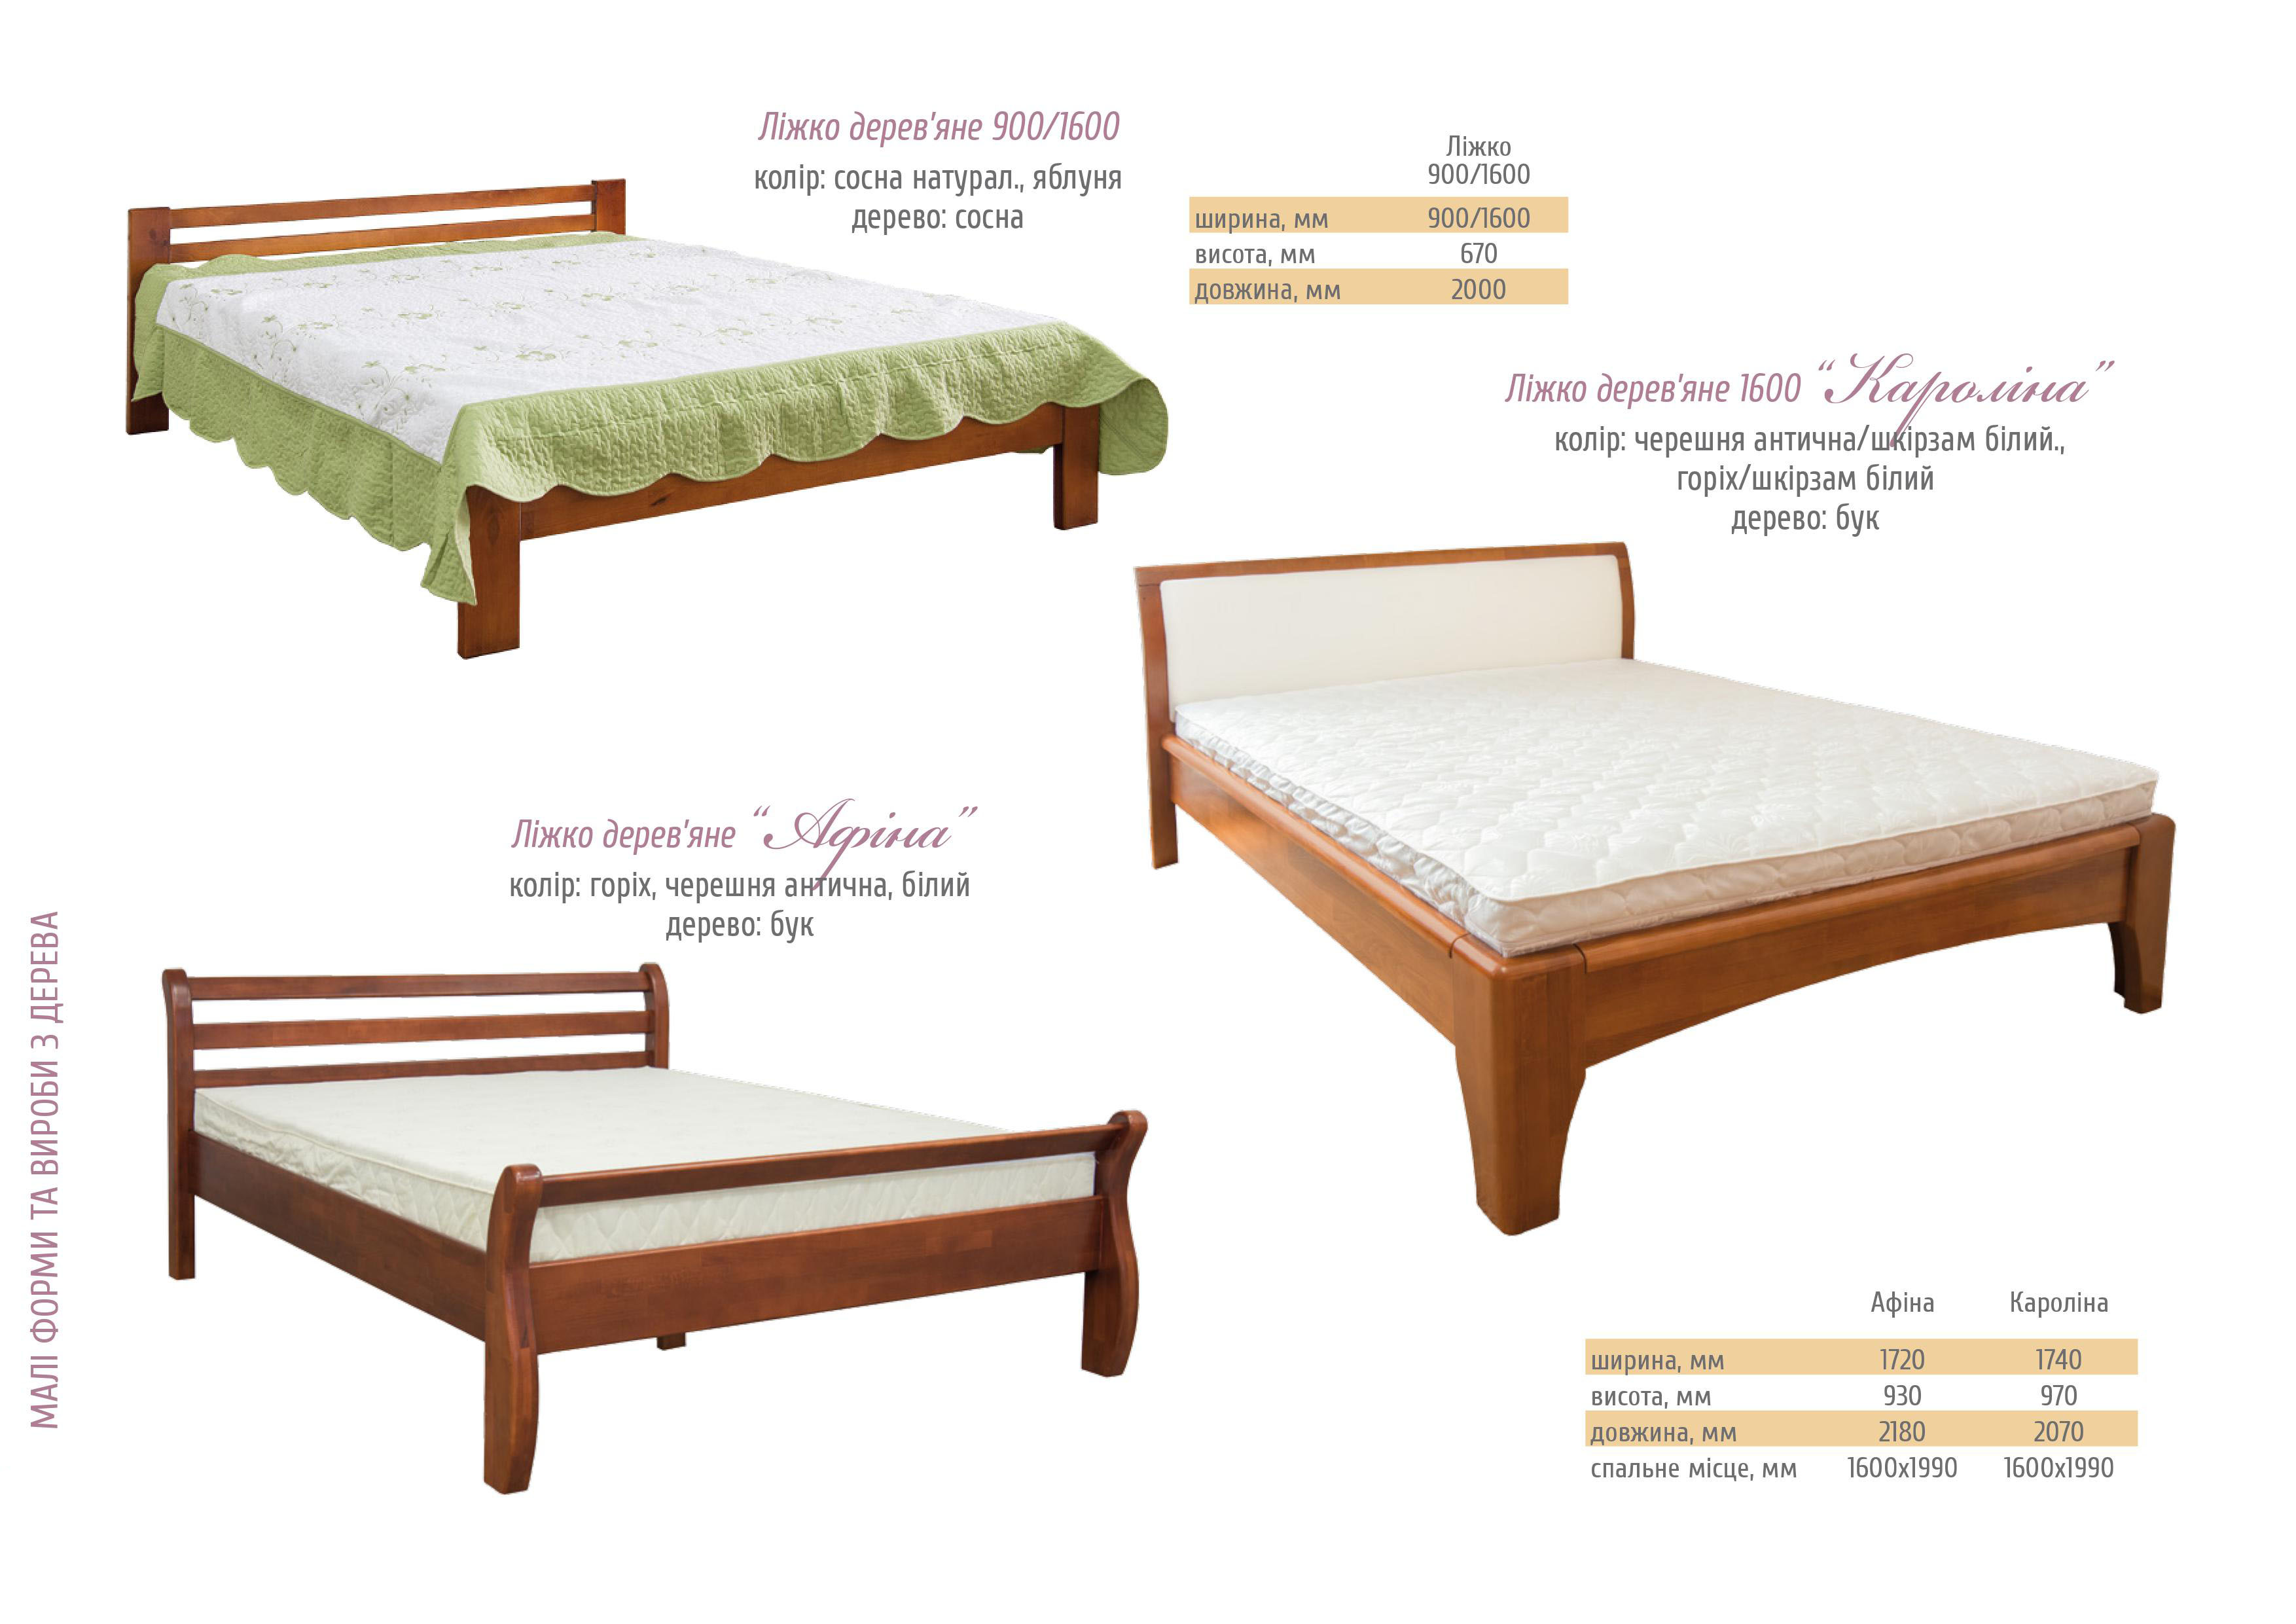 Ліжко дерев'яне 900/1600
колір: сосна натурал., яблуня
дерево: сосна
Ліжко
900/1600
ширина, мм 900/1600
висота, мм 670
довжина, мм 2000
Ліжко дерев'яне 1600 “Кароліна”
колір: черешня антична/шкірзам білий.,
горіх/шкірзам білий
дерево: бук
Ліжко дерев'яне “Афіна”
колір: горіх, черешня антична, білий
дерево: бук
МАЛІ ФОРМИ ТА ВИРОБИ З ДЕРЕВА
Афіна Кароліна
ширина, мм 1720 1740
висота, мм 930 970
довжина, мм 2180 2070
спальне місце, мм 1600х1990 1600х1990